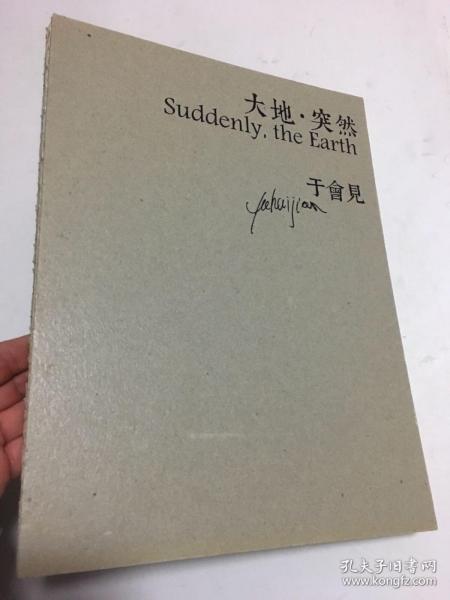 大地·突然
Suddenly, the Earth
于會見
Yuhuijian
孔夫子旧书网
www.kongfz.com